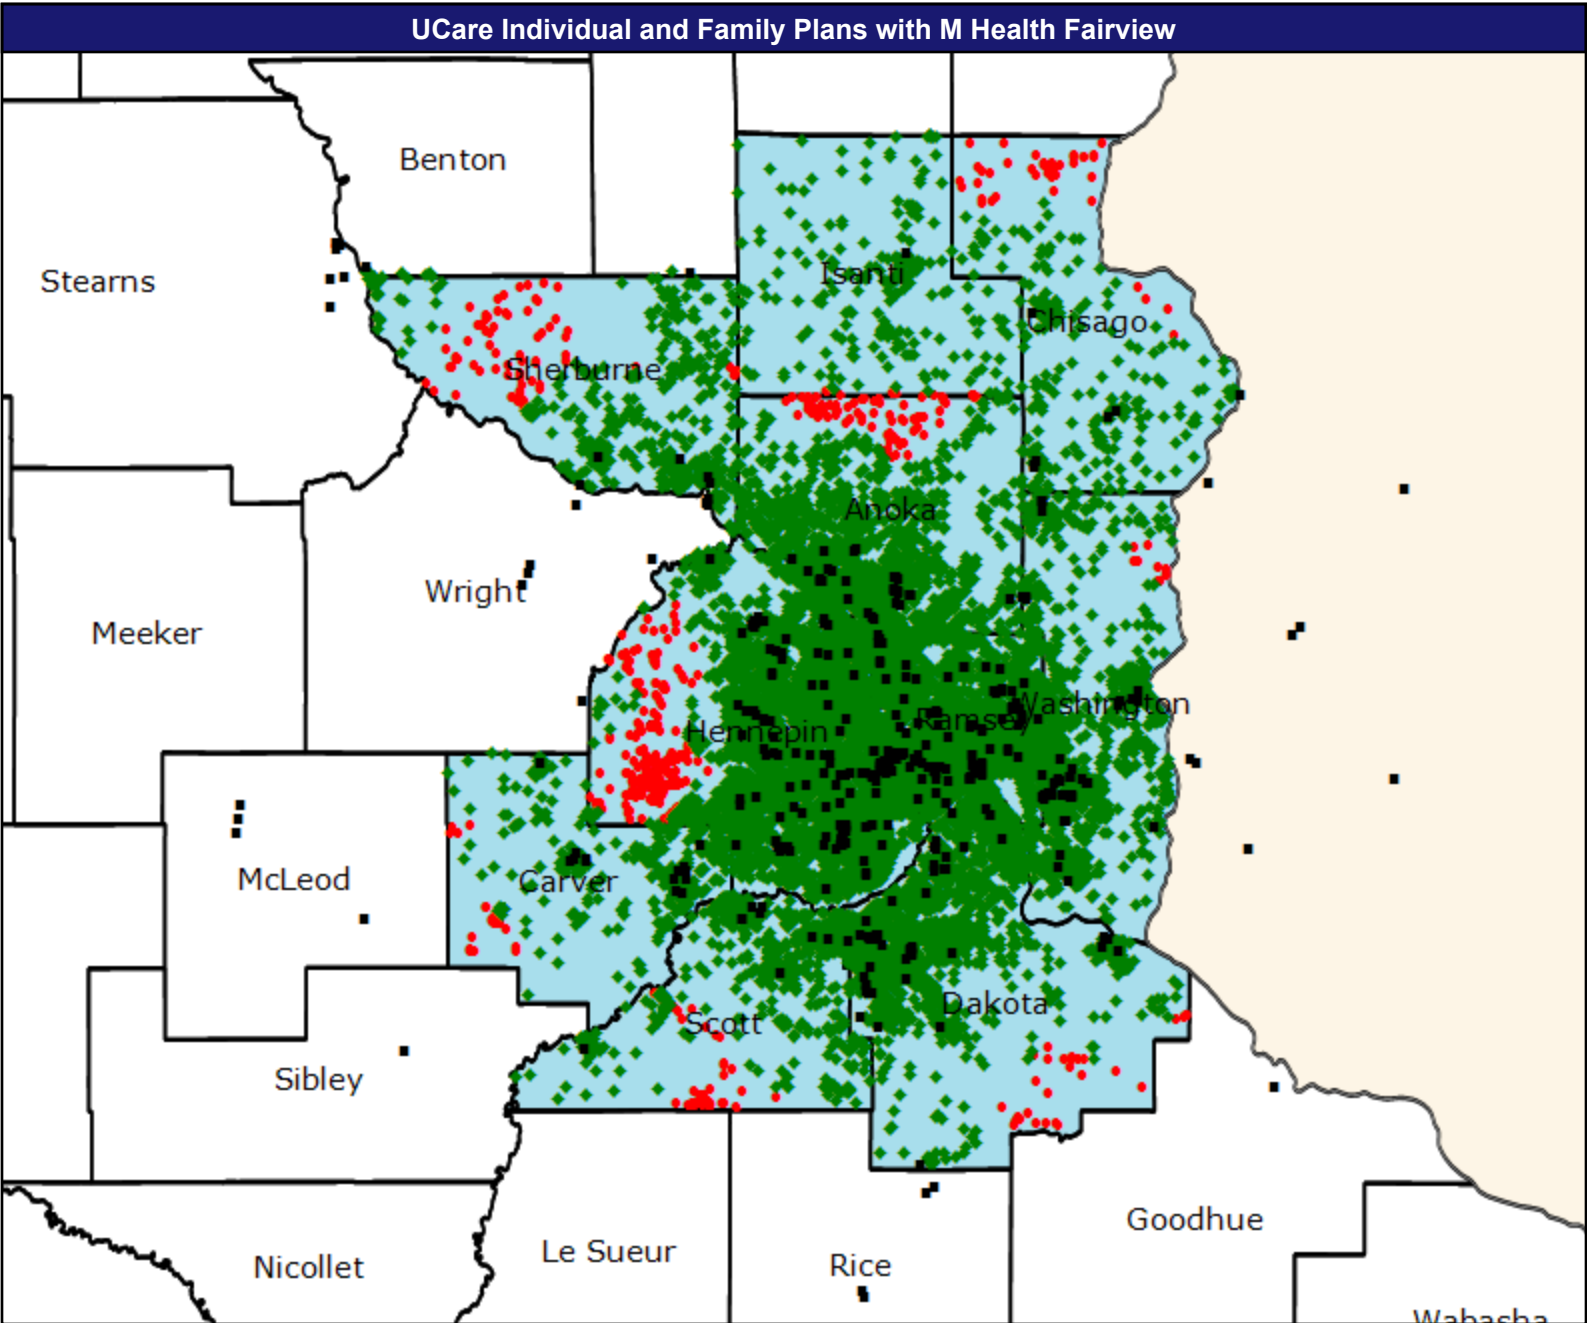 UCare Individual and Family Plans with M Health Fairview
Benton
Stearns
Isanti
Chisago
Sherburne
Anoka
Wright
Meeker
Washington
Ramsey
Hennepin
McLeod
Carver
Dakota
Scott
Sibley
Goodhue
Le Sueur
Rice
Nicollet
Wabasha